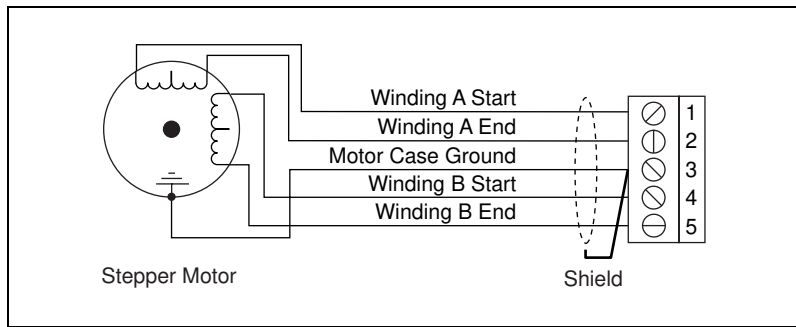 Winding A Start
1
Winding A End
2
Motor Case Ground
3
Winding B Start
4
Winding B End
5
Stepper Motor
Shield